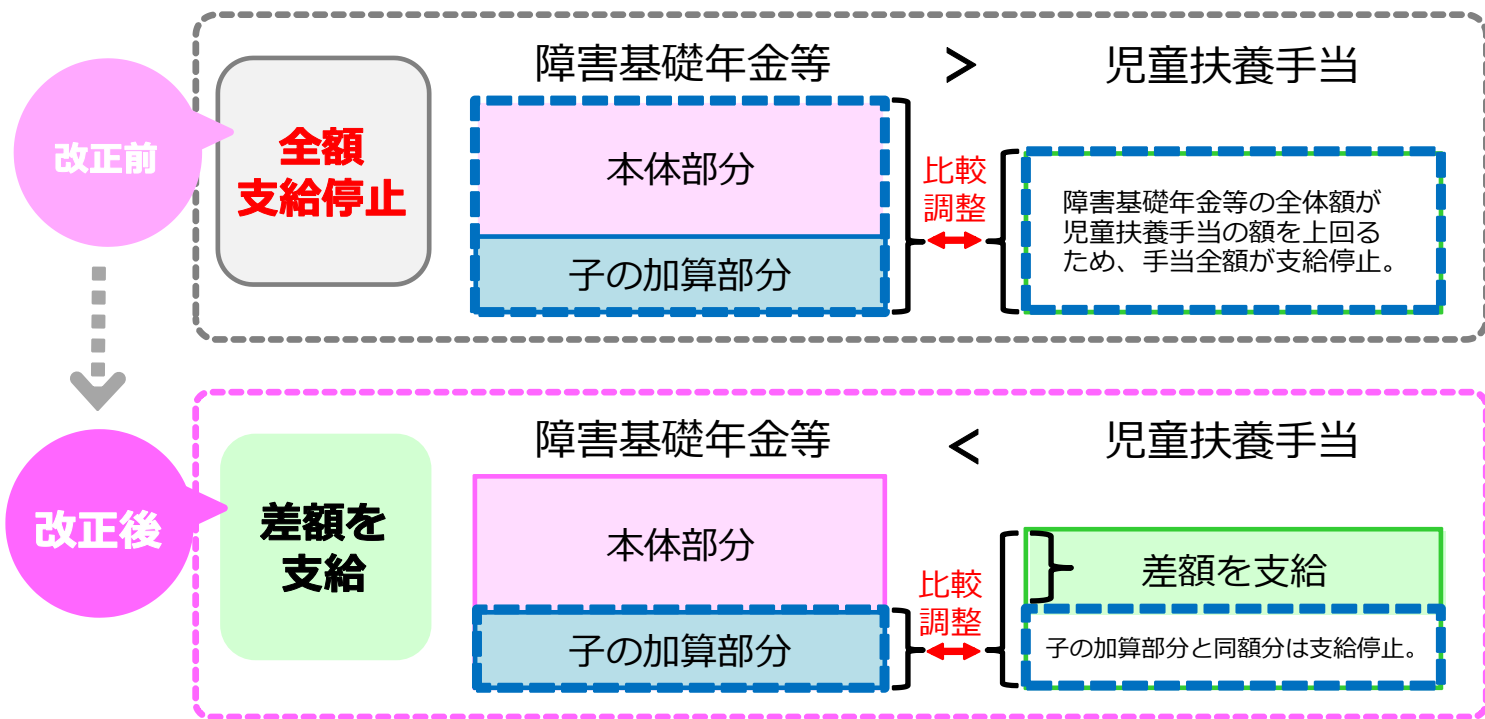 改正前
全額
支給停止
障害基礎年金等
>
児童扶養手当
本体部分
子の加算部分
比較
調整
障害基礎年金等の全体額が
児童扶養手当の額を上回る
ため、手当全額が支給停止。
改正後
差額を
支給
障害基礎年金等
<
児童扶養手当
本体部分
子の加算部分
比較
調整
差額を支給
子の加算部分と同額分は支給停止。